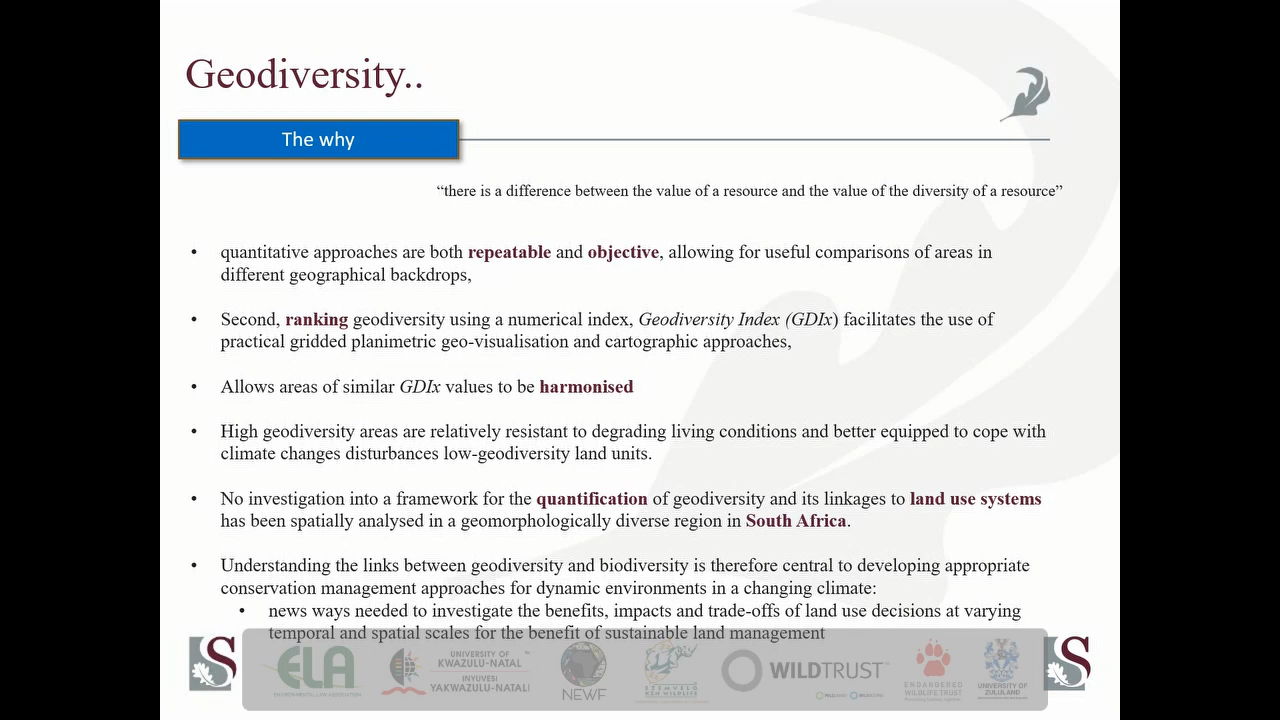 Geodiversity..
The why
“there is a difference between the value of a resource and the value of the diversity of a resource”
• quantitative approaches are both repeatable and objective, allowing for useful comparisons of areas in
different geographical backdrops,
• Second, ranking geodiversity using a numerical index, Geodiversity Index (GDIx) facilitates the use of
practical gridded planimetric geo-visualisation and cartographic approaches,
• Allows areas of similar GDIx values to be harmonised
• High geodiversity areas are relatively resistant to degrading living conditions and better equipped to cope with
climate changes disturbances low-geodiversity land units.
• No investigation into a framework for the quantification of geodiversity and its linkages to land use systems
has been spatially analysed in a geomorphologically diverse region in South Africa.
• Understanding the links between geodiversity and biodiversity is therefore central to developing appropriate
conservation management approaches for dynamic environments in a changing climate:
• news ways needed to investigate the benefits, impacts and trade-offs of land use decisions at varying
temporal and spatial scales for the benefit of sustainable land management
S
ELA
ENVIRONMENTAL LAW ASSOCIATION
UNIVERSITY OF
KWAZULU-NATAL
INYUVESI
YAKWAZULU-NATALI
NEWF
EZEMVELO
KZN WILDLIFE
WILDTRUST
ENDANGERED
WILDLIFE TRUST
UNIVERSITY OF
ZULULAND
S